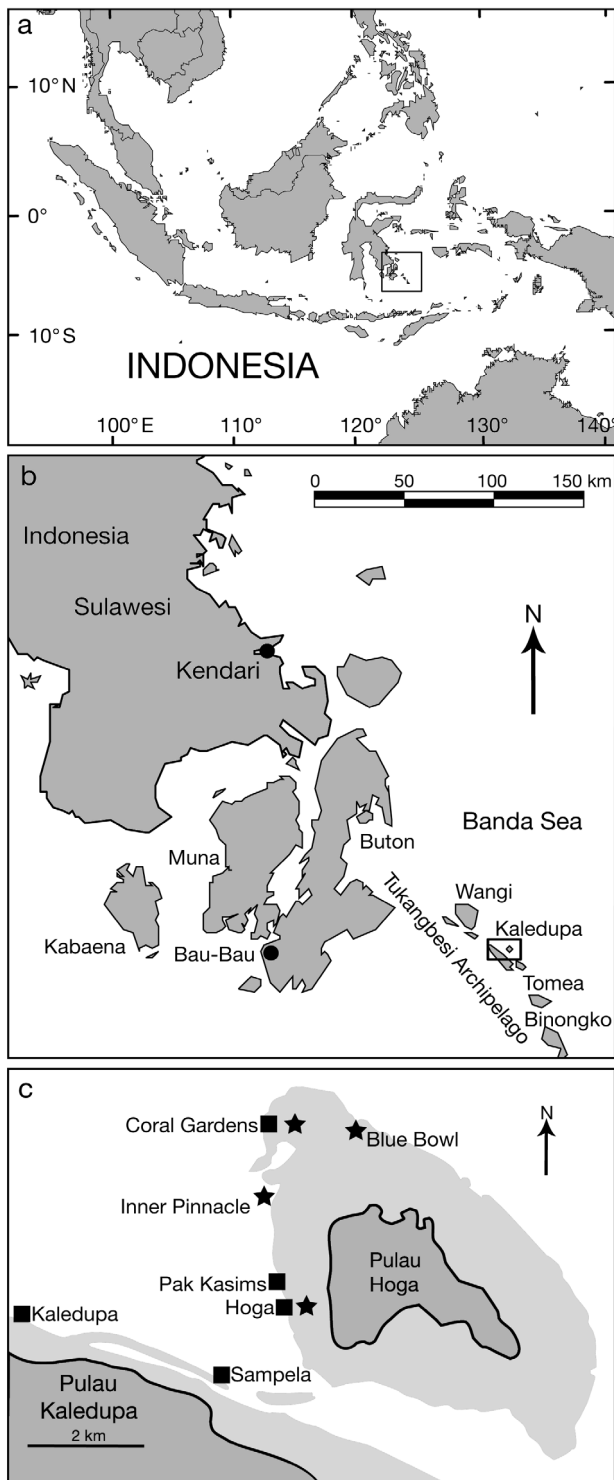 a
10°N
0°
10°S
INDONESIA
100°E
110°
120°
130°
140°
b
0 50 100 150 km
Indonesia
Sulawesi
N
Kendari
Banda Sea
Buton
Muna
Wangi
Tukangbesi Archipelago
Kaledupa
Kabaena
Bau-Bau
Tomea
Binongko
c
N
Coral Gardens
Blue Bowl
Inner Pinnacle
Pulau
Hoga
Pak Kasims
Hoga
Kaledupa
Sampela
Pulau
Kaledupa
2 km